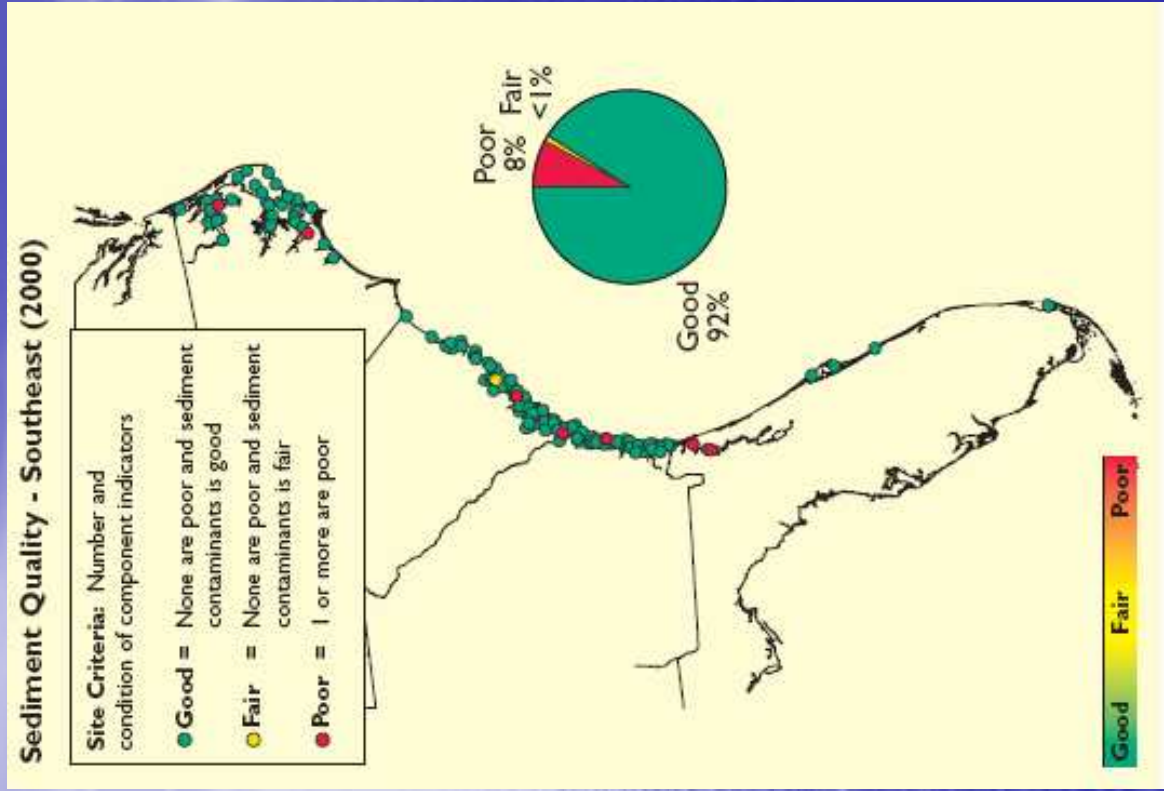 Sediment Quality - Southeast (2000)
Site Criteria: Number and
condition of component indicators
Good = None are poor and sediment
contaminants is good
Fair = None are poor and sediment
contaminants is fair
Poor = 1 or more are poor
Good
92%
Poor
8%
Fair
<1%
Good Fair Poor